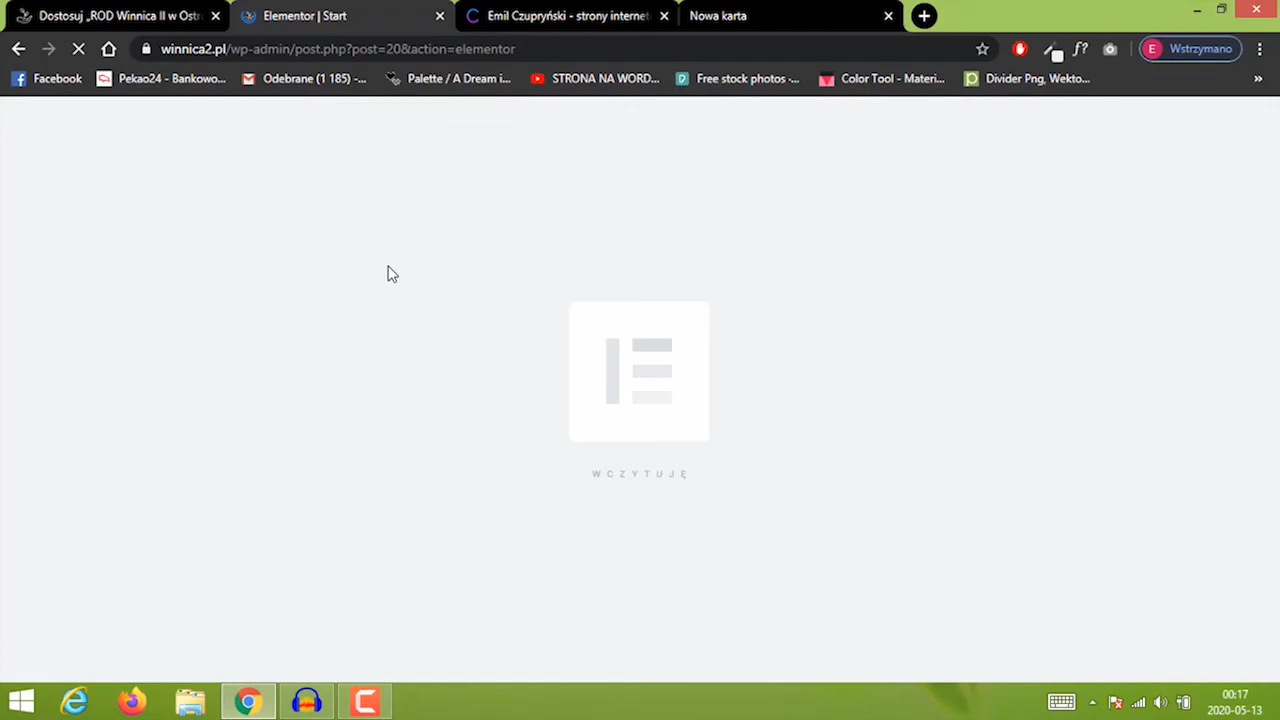 Dostosuj „ROD Winnica II w Ostr
Elementor | Start
Emil Czupryński - strony internet
Nowa karta
winnica2.pl/wp-admin/post.php?post=20&action=elementor
f?
E
Wstrzymano
Facebook
Pekao24 - Bankowo...
Odebrane (1 185) -...
Palette / A Dream i...
STRONA NA WORD...
Free stock photos -...
Color Tool - Materi...
Divider Png, Wekto...
»
WCZYTUJĘ
00:17
2020-05-13